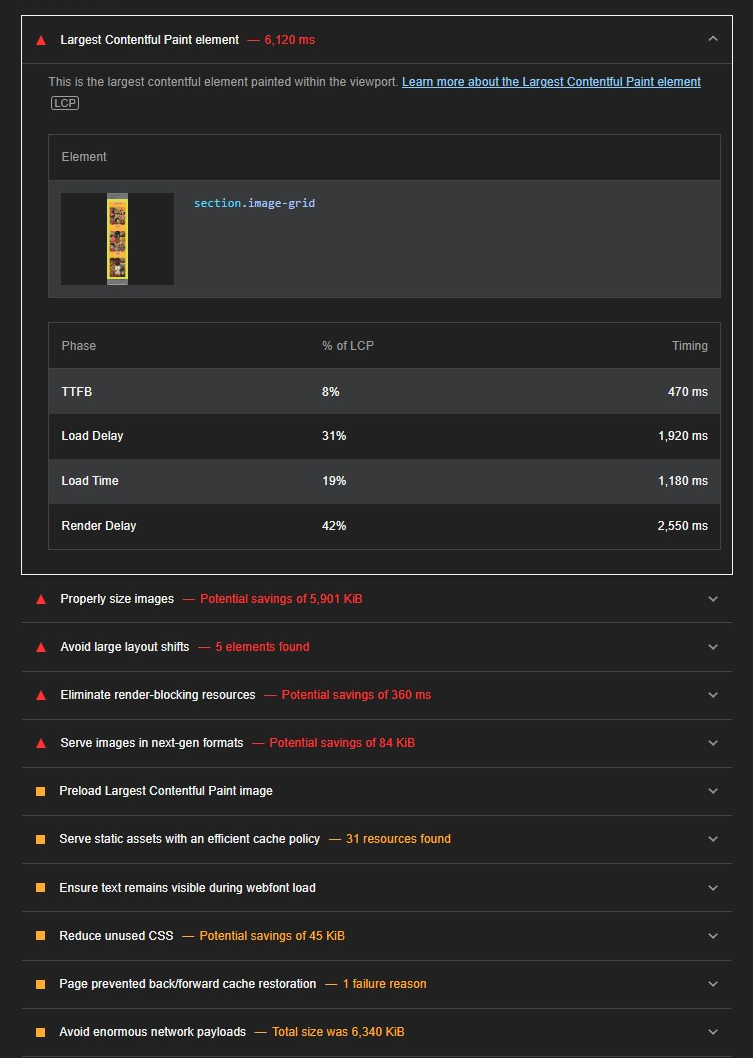 Largest Contentful Paint element — 6,120 ms
This is the largest contentful element painted within the viewport. Learn more about the Largest Contentful Paint element
LCP
Element
section.image-grid
Phase % of LCP Timing
TTFB 8% 470 ms
Load Delay 31% 1,920 ms
Load Time 19% 1,180 ms
Render Delay 42% 2,550 ms
Properly size images — Potential savings of 5,901 KiB
Avoid large layout shifts — 5 elements found
Eliminate render-blocking resources — Potential savings of 360 ms
Serve images in next-gen formats — Potential savings of 84 KiB
Preload Largest Contentful Paint image
Serve static assets with an efficient cache policy — 31 resources found
Ensure text remains visible during webfont load
Reduce unused CSS — Potential savings of 45 KiB
Page prevented back/forward cache restoration — 1 failure reason
Avoid enormous network payloads — Total size was 6,340 KiB